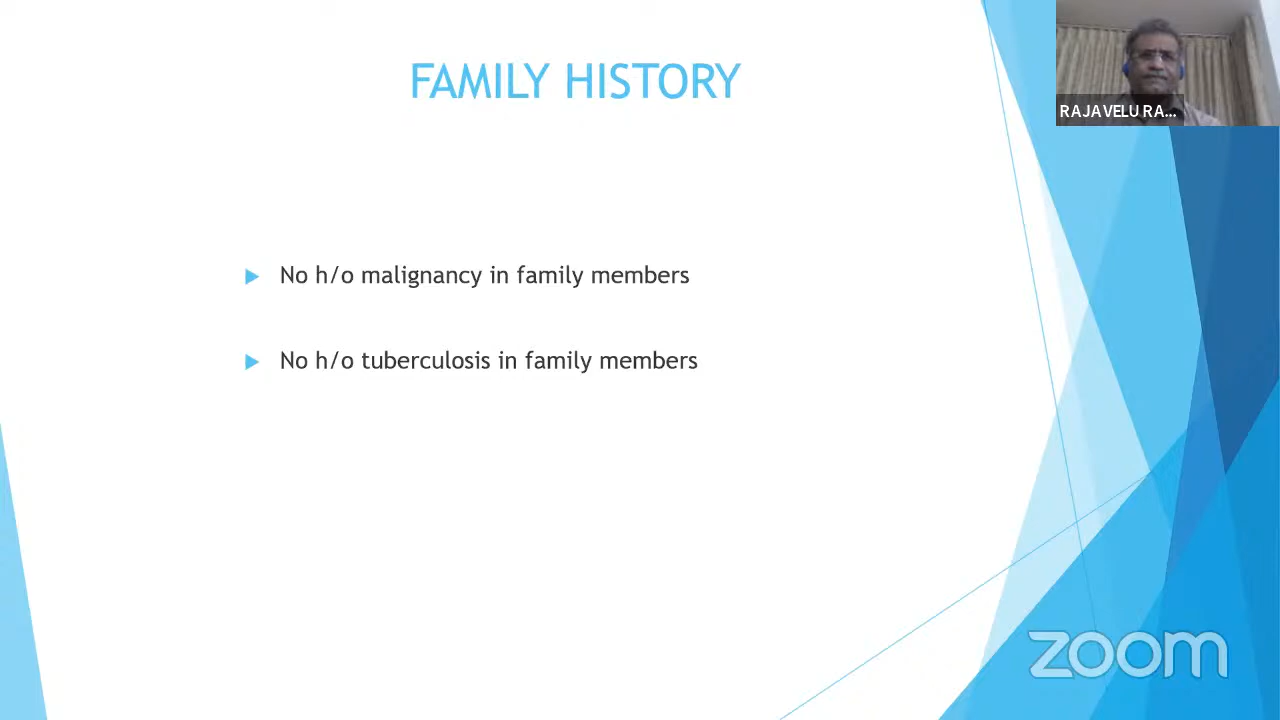 FAMILY HISTORY
RAJAVELU RA...
No h/o malignancy in family members
No h/o tuberculosis in family members
zoom